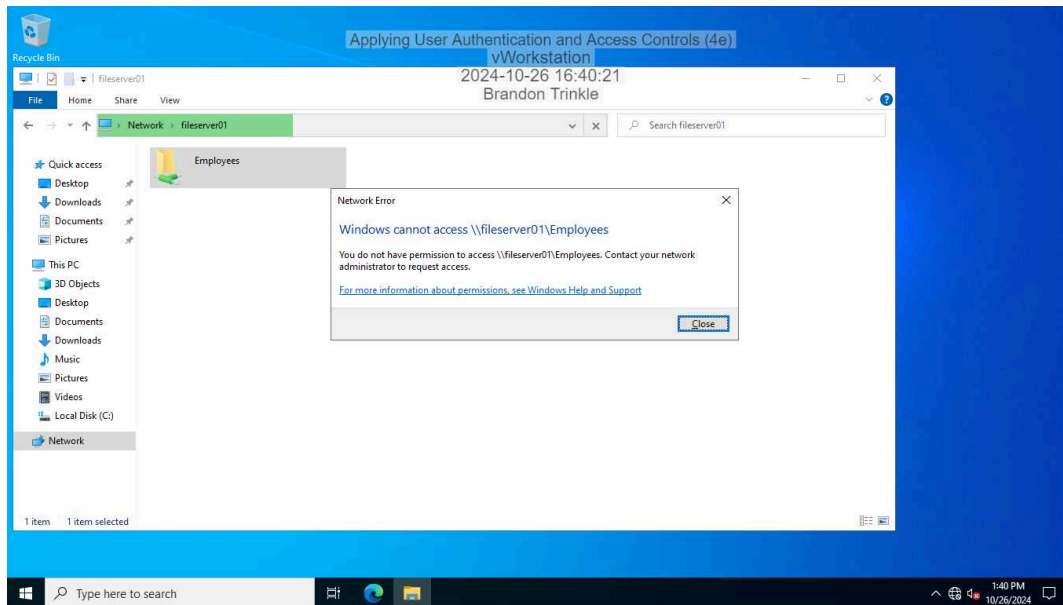 Recycle Bin
Applying User Authentication and Access Controls (4e)
vWorkstation
2024-10-26 16:40:21
Brandon Trinkle
fileserver01
File Home Share View
Network › fileserver01
Search fileserver01
Quick access
Desktop
Downloads
Documents
Pictures
This PC
3D Objects
Desktop
Documents
Downloads
Music
Pictures
Videos
Local Disk (C:)
Network
Employees
Network Error
Windows cannot access \\fileserver01\Employees
You do not have permission to access \\fileserver01\Employees. Contact your network
administrator to request access.
For more information about permissions, see Windows Help and Support
Close
1 item 1 item selected
Type here to search
1:40 PM
10/26/2024